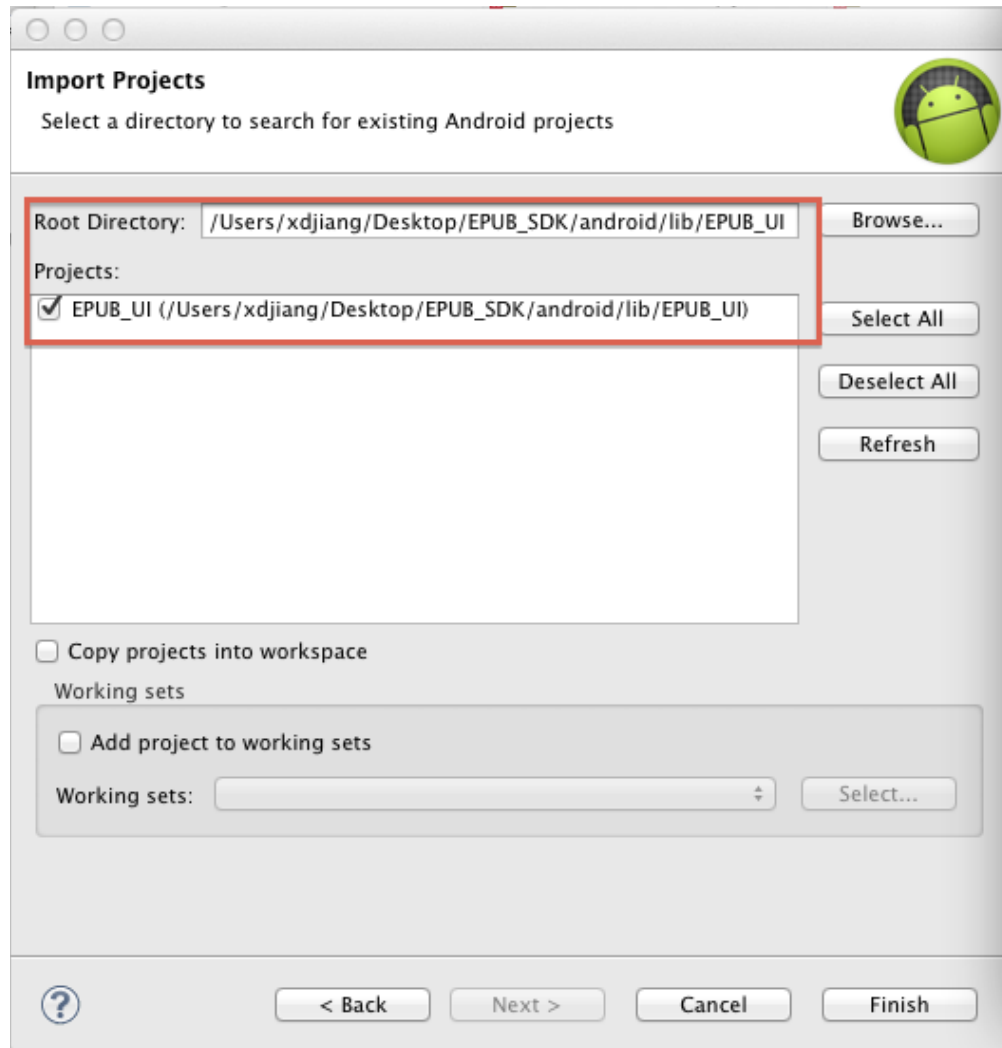 Import Projects
Select a directory to search for existing Android projects
Root Directory: /Users/xdjiang/Desktop/EPUB_SDK/android/lib/EPUB_UI Browse...
Projects:
EPUB_UI (/Users/xdjiang/Desktop/EPUB_SDK/android/lib/EPUB_UI)
Select All
Deselect All
Refresh
Copy projects into workspace
Working sets
Add project to working sets
Working sets: Select...
? < Back Next > Cancel Finish